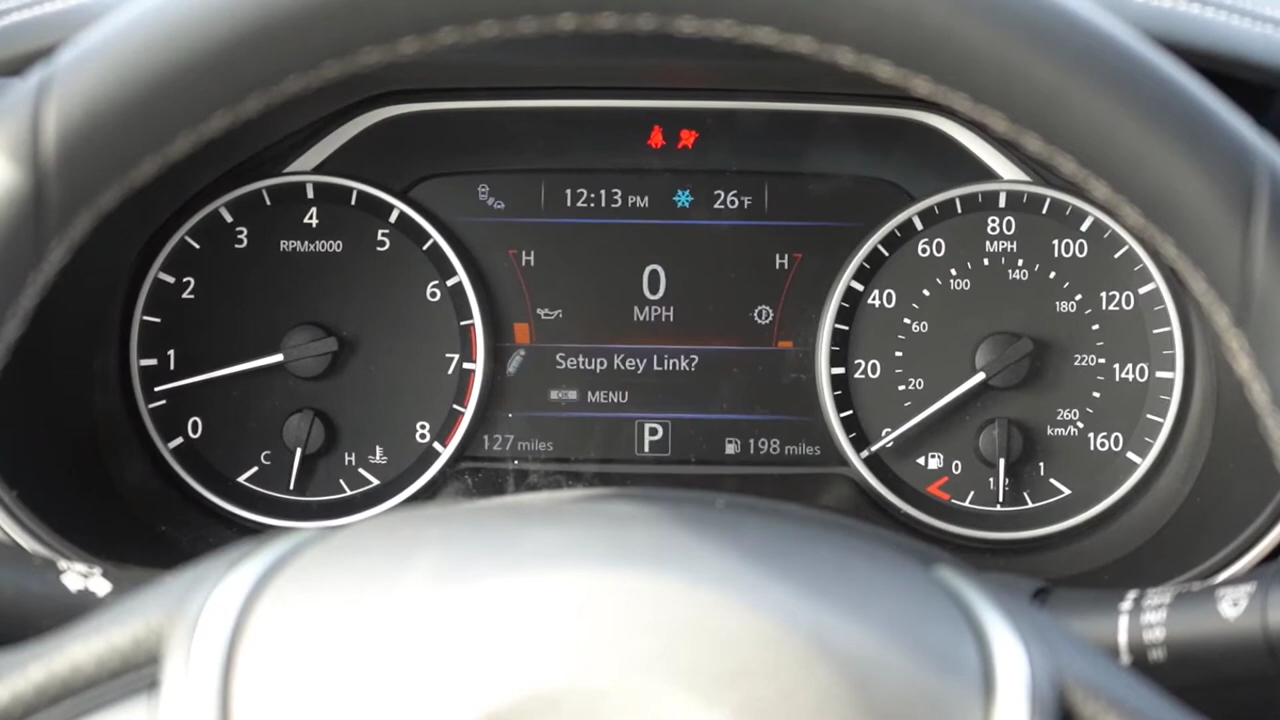 12:13 PM 26°F
4
3 5
RPMx1000
2 6
1 7
0 8
C H
H H
0
MPH
Setup Key Link?
OK MENU
127 miles P 198 miles
80
60 MPH 100
140
100
40 180 120
60
20 220 140
20
260
km/h 160
0 1